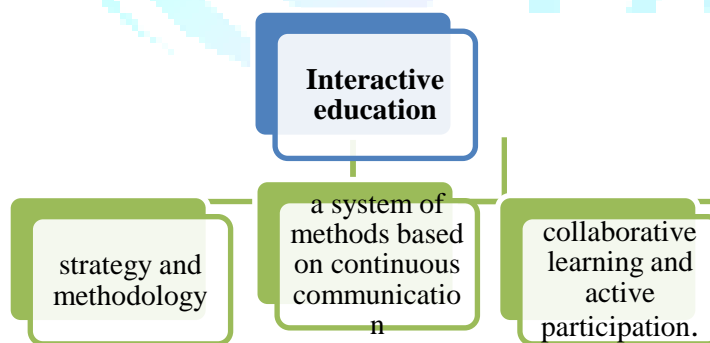 Interactive
education
strategy and
methodology
a system of
methods based
on continuous
communicatio
n
collaborative
learning and
active
participation.